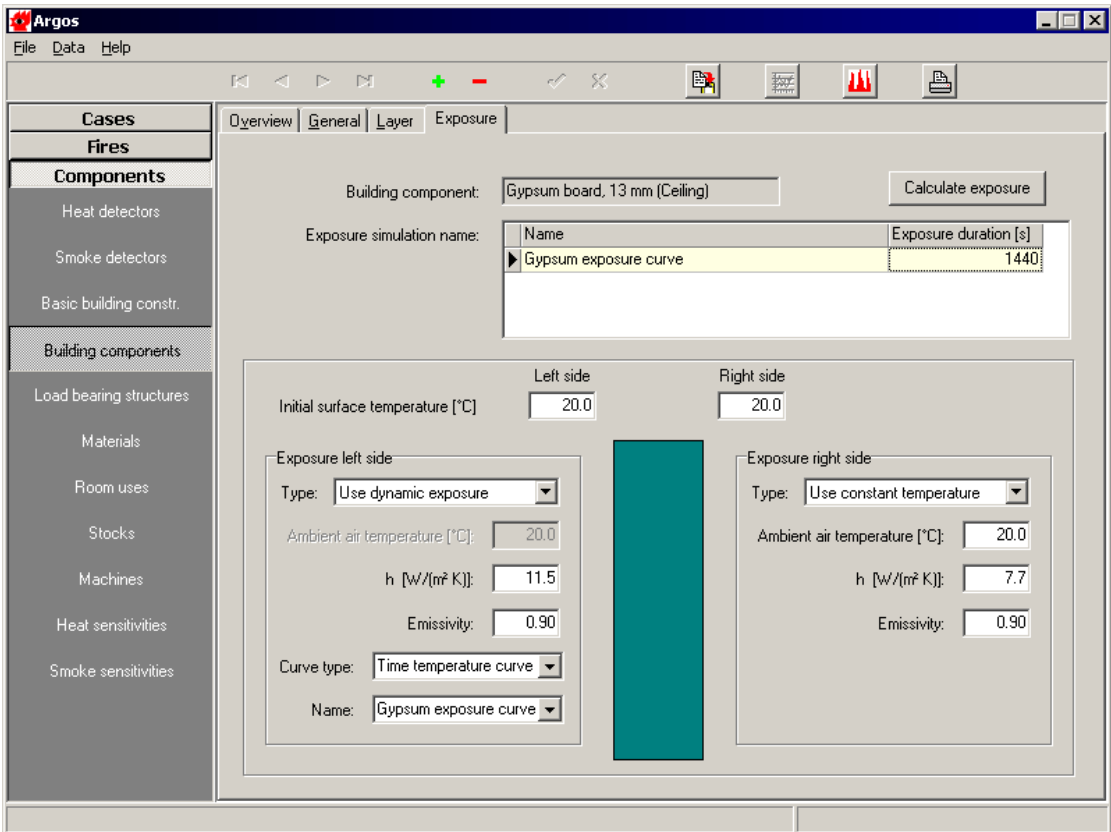 Argos
File Data Help
Cases
Fires
Components
Heat detectors
Smoke detectors
Basic building constr.
Building components
Load bearing structures
Materials
Room uses
Stocks
Machines
Heat sensitivities
Smoke sensitivities
Overview General Layer Exposure
Building component: Gypsum board, 13 mm (Ceiling) Calculate exposure
Exposure simulation name: Name Exposure duration [s]
Gypsum exposure curve 1440
Left side Right side
Initial surface temperature [°C] 20.0 20.0
Exposure left side
Type: Use dynamic exposure
Ambient air temperature [°C]: 20.0
h [W/(m² K)]: 11.5
Emissivity: 0.90
Curve type: Time temperature curve
Name: Gypsum exposure curve
Exposure right side
Type: Use constant temperature
Ambient air temperature [°C]: 20.0
h [W/(m² K)]: 7.7
Emissivity: 0.90